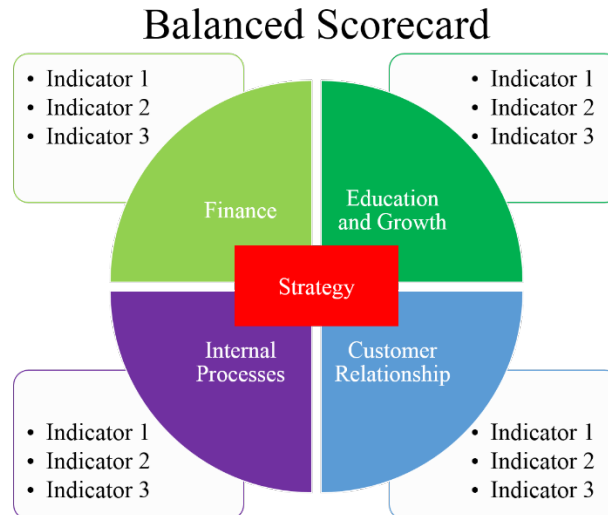 Balanced Scorecard
• Indicator 1
• Indicator 2
• Indicator 3
• Indicator 1
• Indicator 2
• Indicator 3
Finance
Education
and Growth
Strategy
Internal
Processes
Customer
Relationship
• Indicator 1
• Indicator 2
• Indicator 3
• Indicator 1
• Indicator 2
• Indicator 3